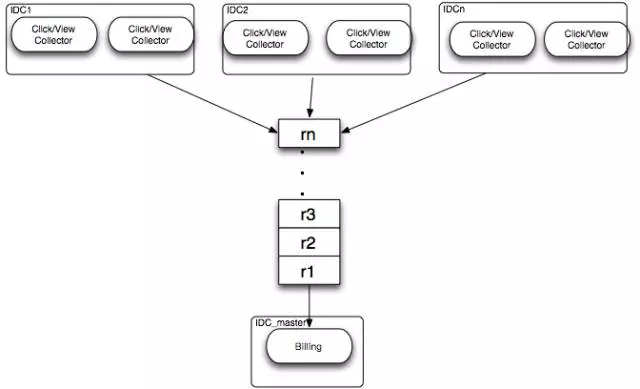 IDC1
Click/View
Collector
Click/View
Collector
IDC2
Click/View
Collector
Click/View
Collector
IDCn
Click/View
Collector
Click/View
Collector
rn
r3
r2
r1
IDC_master
Billing